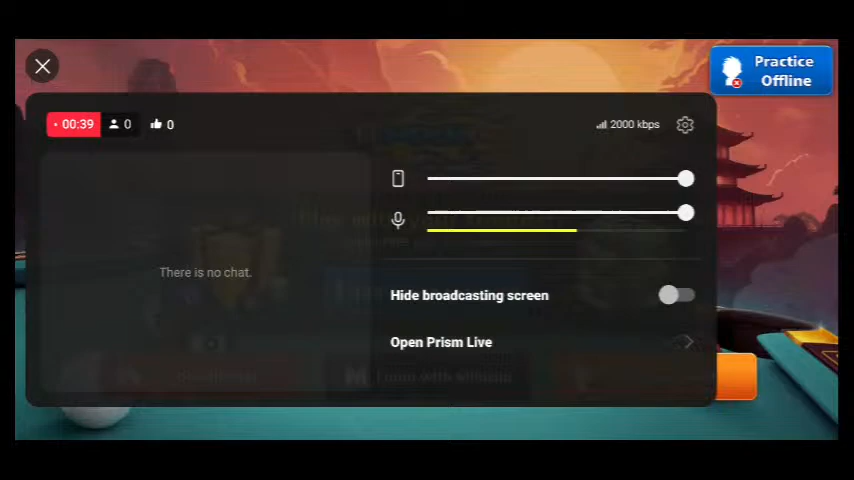 Practice
Offline
00:39
0
0
2000 kbps
There is no chat.
Hide broadcasting screen
Open Prism Live